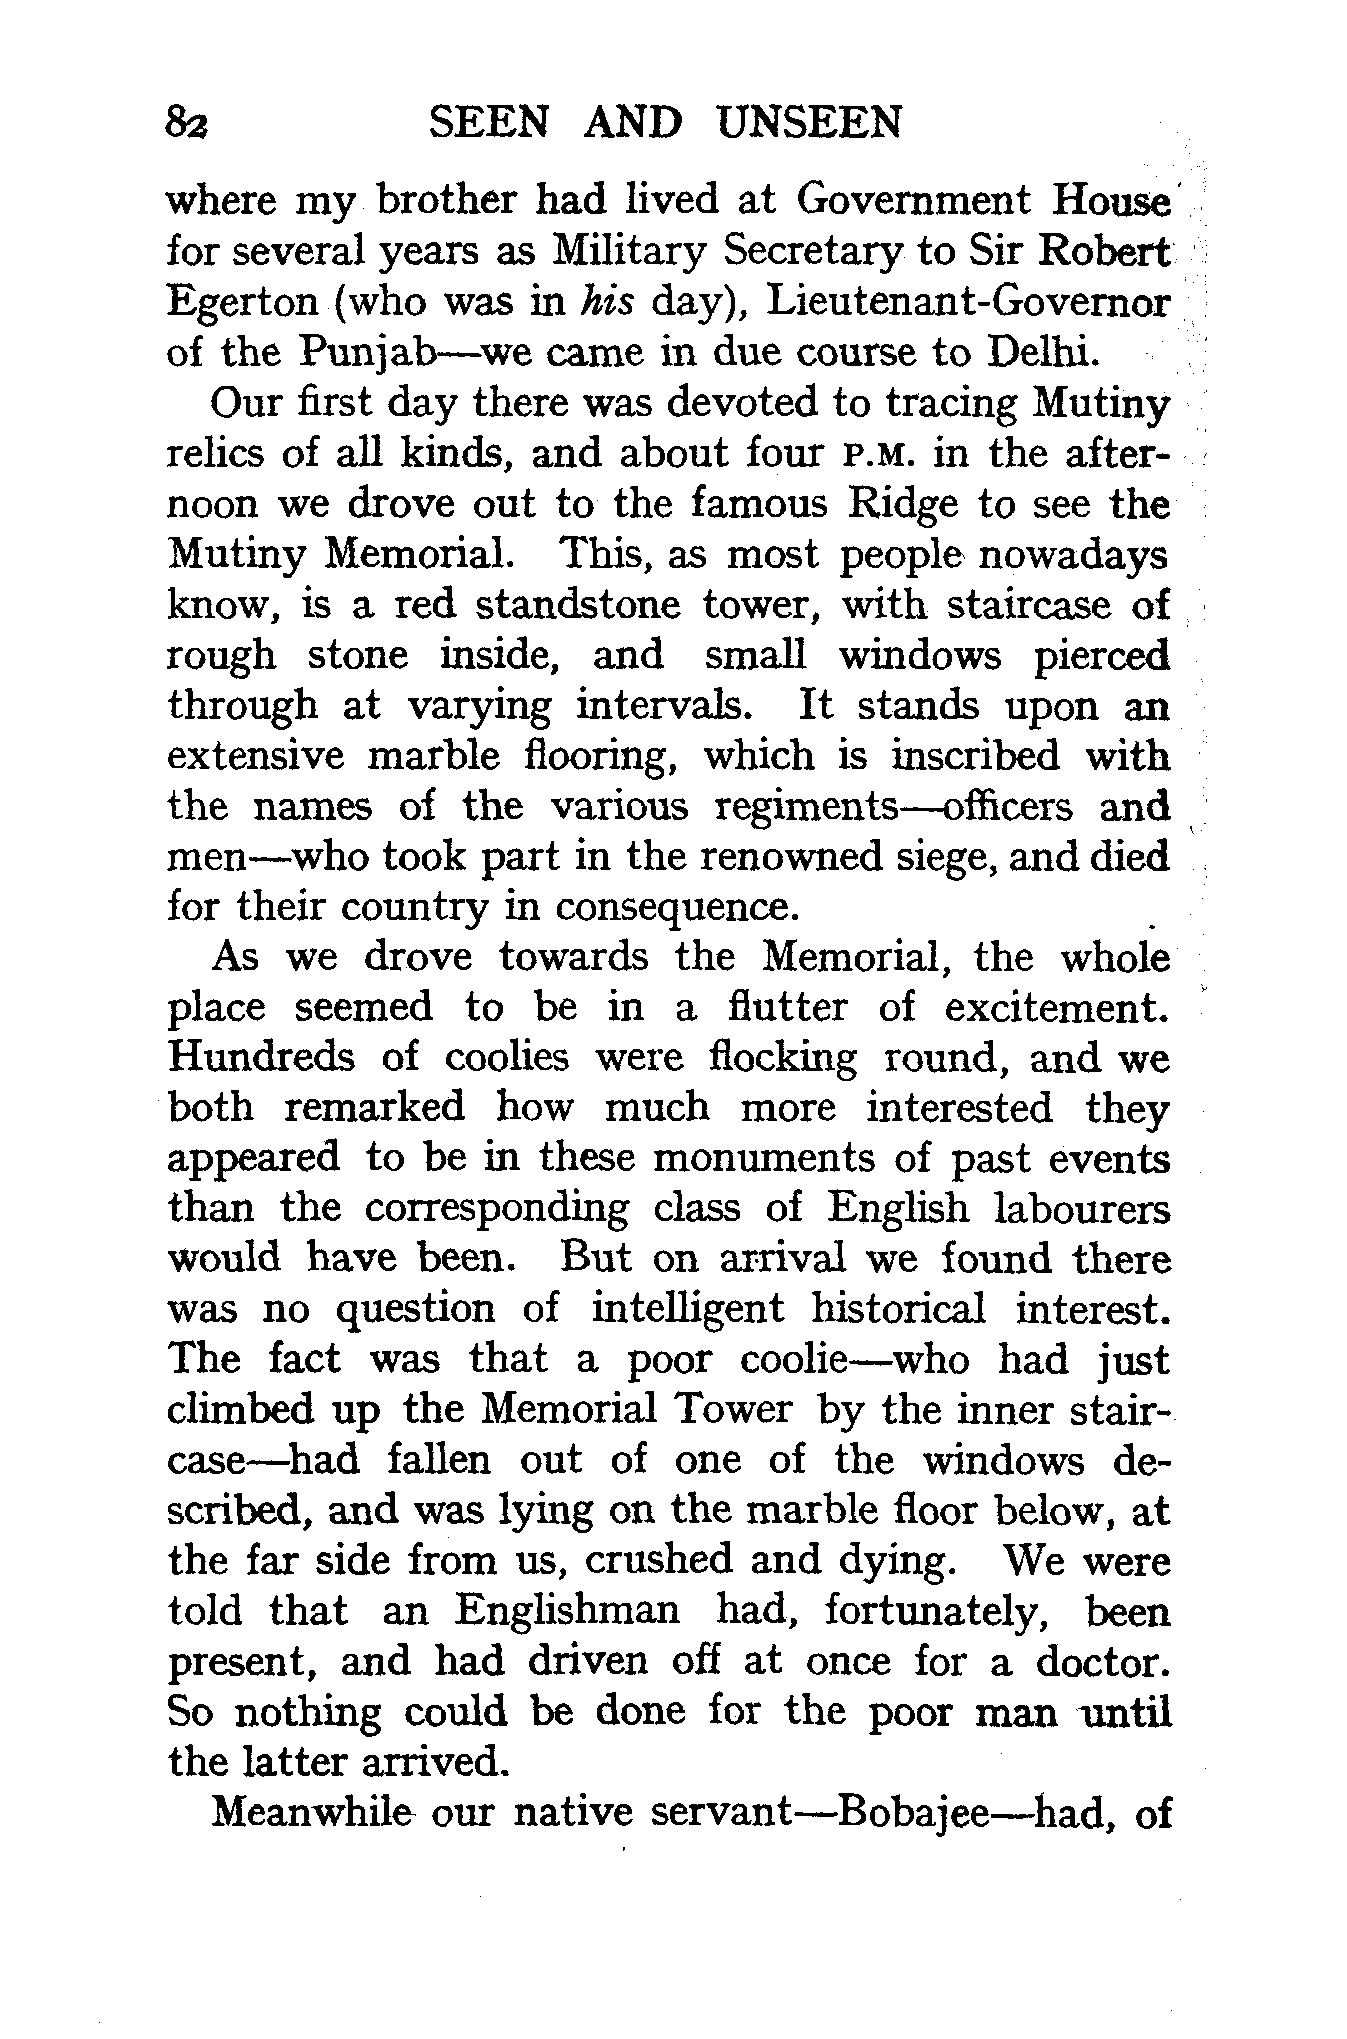 82 SEEN AND UNSEEN
where my brother had lived at Government House
for several years as Military Secretary to Sir Robert
Egerton (who was in his day), Lieutenant-Governor
of the Punjab—we came in due course to Delhi.
Our first day there was devoted to tracing Mutiny
relics of all kinds, and about four P.M. in the after-
noon we drove out to the famous Ridge to see the
Mutiny Memorial. This, as most people nowadays
know, is a red standstone tower, with staircase of
rough stone inside, and small windows pierced
through at varying intervals. It stands upon an
extensive marble flooring, which is inscribed with
the names of the various regiments—officers and
men—who took part in the renowned siege, and died
for their country in consequence.
As we drove towards the Memorial, the whole
place seemed to be in a flutter of excitement.
Hundreds of coolies were flocking round, and we
both remarked how much more interested they
appeared to be in these monuments of past events
than the corresponding class of English labourers
would have been. But on arrival we found there
was no question of intelligent historical interest.
The fact was that a poor coolie—who had just
climbed up the Memorial Tower by the inner stair-
case—had fallen out of one of the windows de-
scribed, and was lying on the marble floor below, at
the far side from us, crushed and dying. We were
told that an Englishman had, fortunately, been
present, and had driven off at once for a doctor.
So nothing could be done for the poor man until
the latter arrived.
Meanwhile our native servant—Bobajee—had, of